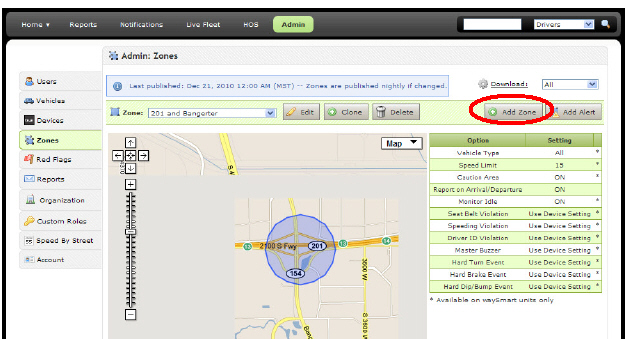 Home Reports Notifications Live Fleet HOS Admin Drivers
Admin: Zones
Users
Vehicles
Devices
Zones
Red Flags
Reports
Organization
Custom Roles
Speed By Street
Account
Last published: Dec 21, 2010 12:00 AM (MST) -- Zones are published nightly if changed.
Download: All
Zone: 201 and Bangerter Edit Clone Delete Add Zone Add Alert
Map
2100 S Fwy
201
154
13
13
14
3600 W
S 3600 W
Option Setting
Vehicle Type All *
Speed Limit 15 *
Caution Area ON *
Report on Arrival/Departure ON
Monitor Idle ON *
Seat Belt Violation Use Device Setting *
Speeding Violation Use Device Setting
Driver ID Violation Use Device Setting *
Master Buzzer Use Device Setting *
Hard Turn Event Use Device Setting *
Hard Brake Event Use Device Setting *
Hard Dip/Bump Event Use Device Setting *
* Available on waySmart units only